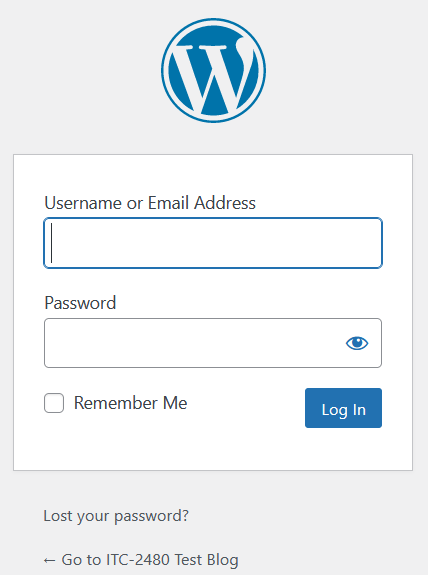 W
Username or Email Address
Password
Remember Me
Log In
Lost your password?
← Go to ITC-2480 Test Blog